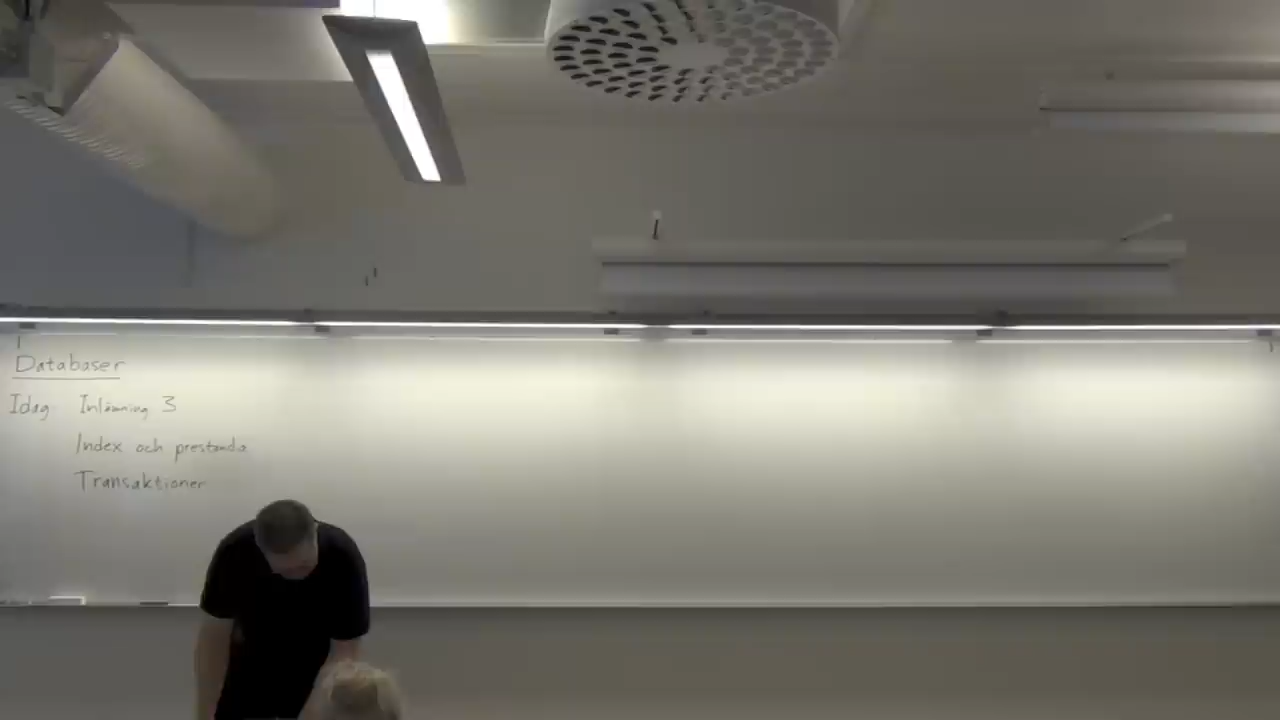 Databaser
Idag Inlämning 3
Index och prestanda
Transaktioner